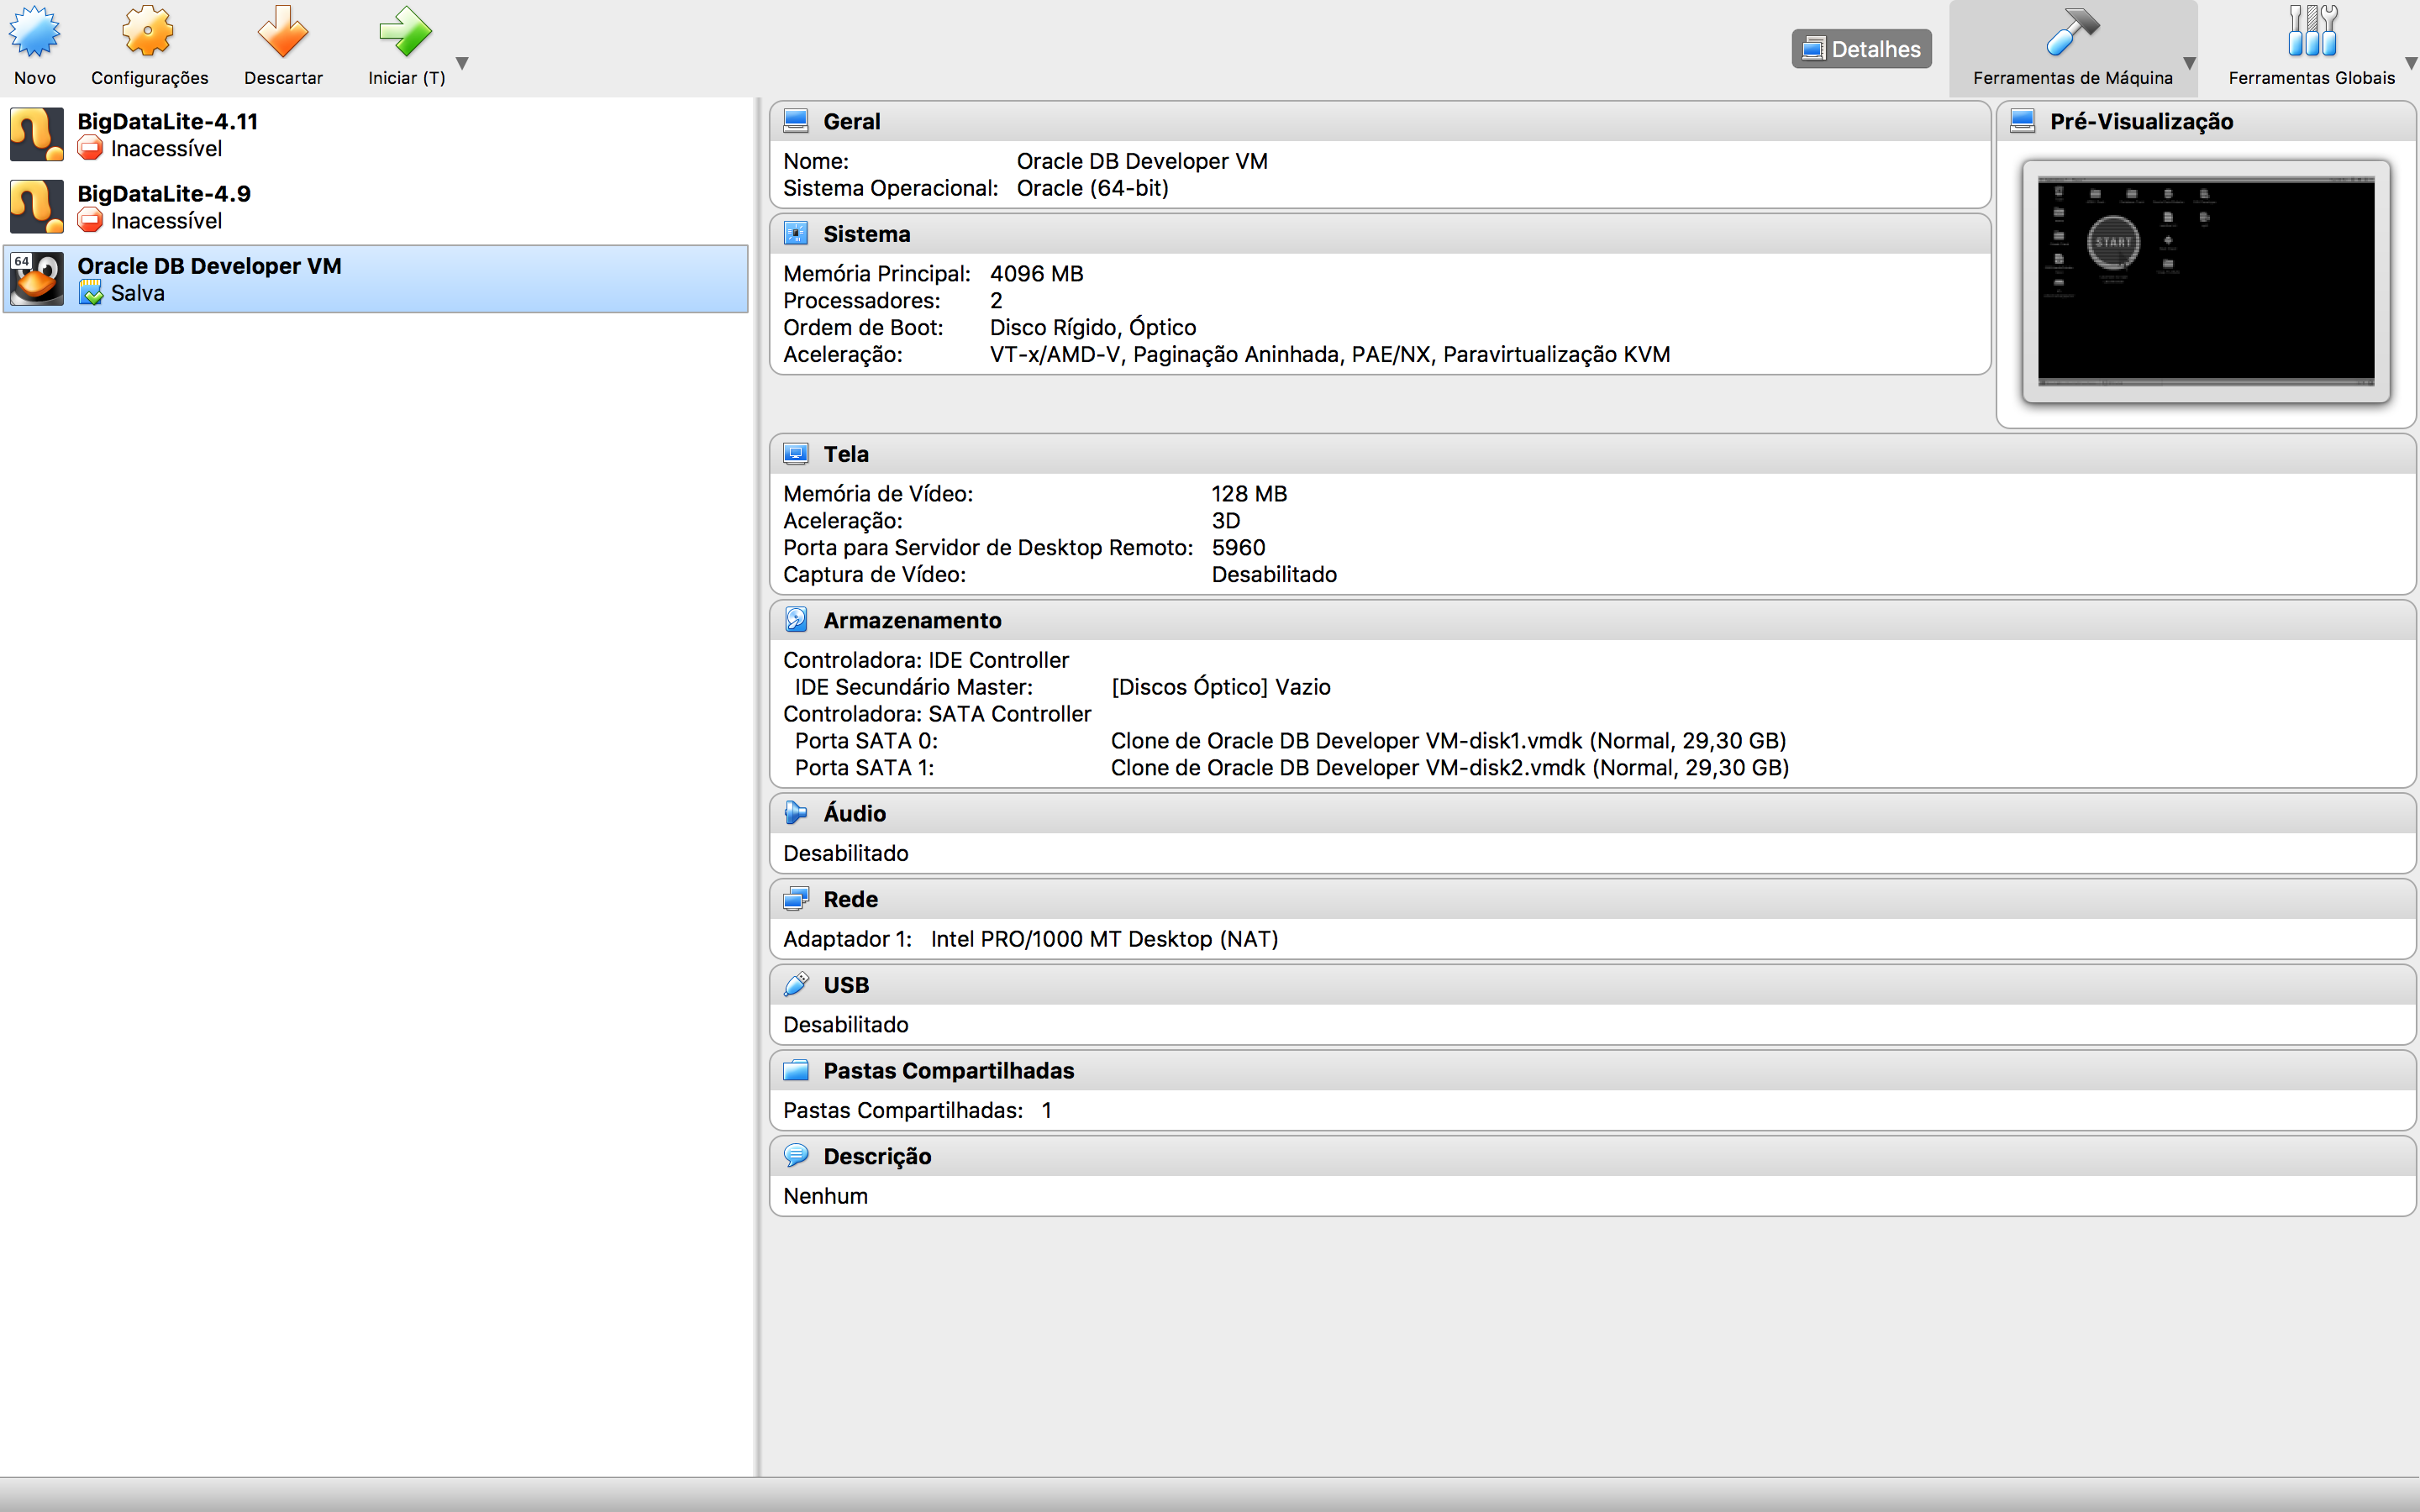 Novo
Configurações
Descartar
Iniciar (T)
Detalhes
Ferramentas de Máquina
Ferramentas Globais
BigDataLite-4.11
Inacessível
BigDataLite-4.9
Inacessível
64
Oracle DB Developer VM
Salva
Geral
Nome: Oracle DB Developer VM
Sistema Operacional: Oracle (64-bit)
Sistema
Memória Principal: 4096 MB
Processadores: 2
Ordem de Boot: Disco Rígido, Óptico
Aceleração: VT-x/AMD-V, Paginação Aninhada, PAE/NX, Paravirtualização KVM
Pré-Visualização
START
Tela
Memória de Vídeo: 128 MB
Aceleração: 3D
Porta para Servidor de Desktop Remoto: 5960
Captura de Vídeo: Desabilitado
Armazenamento
Controladora: IDE Controller
IDE Secundário Master: [Discos Óptico] Vazio
Controladora: SATA Controller
Porta SATA 0: Clone de Oracle DB Developer VM-disk1.vmdk (Normal, 29,30 GB)
Porta SATA 1: Clone de Oracle DB Developer VM-disk2.vmdk (Normal, 29,30 GB)
Áudio
Desabilitado
Rede
Adaptador 1: Intel PRO/1000 MT Desktop (NAT)
USB
Desabilitado
Pastas Compartilhadas
Pastas Compartilhadas: 1
Descrição
Nenhum